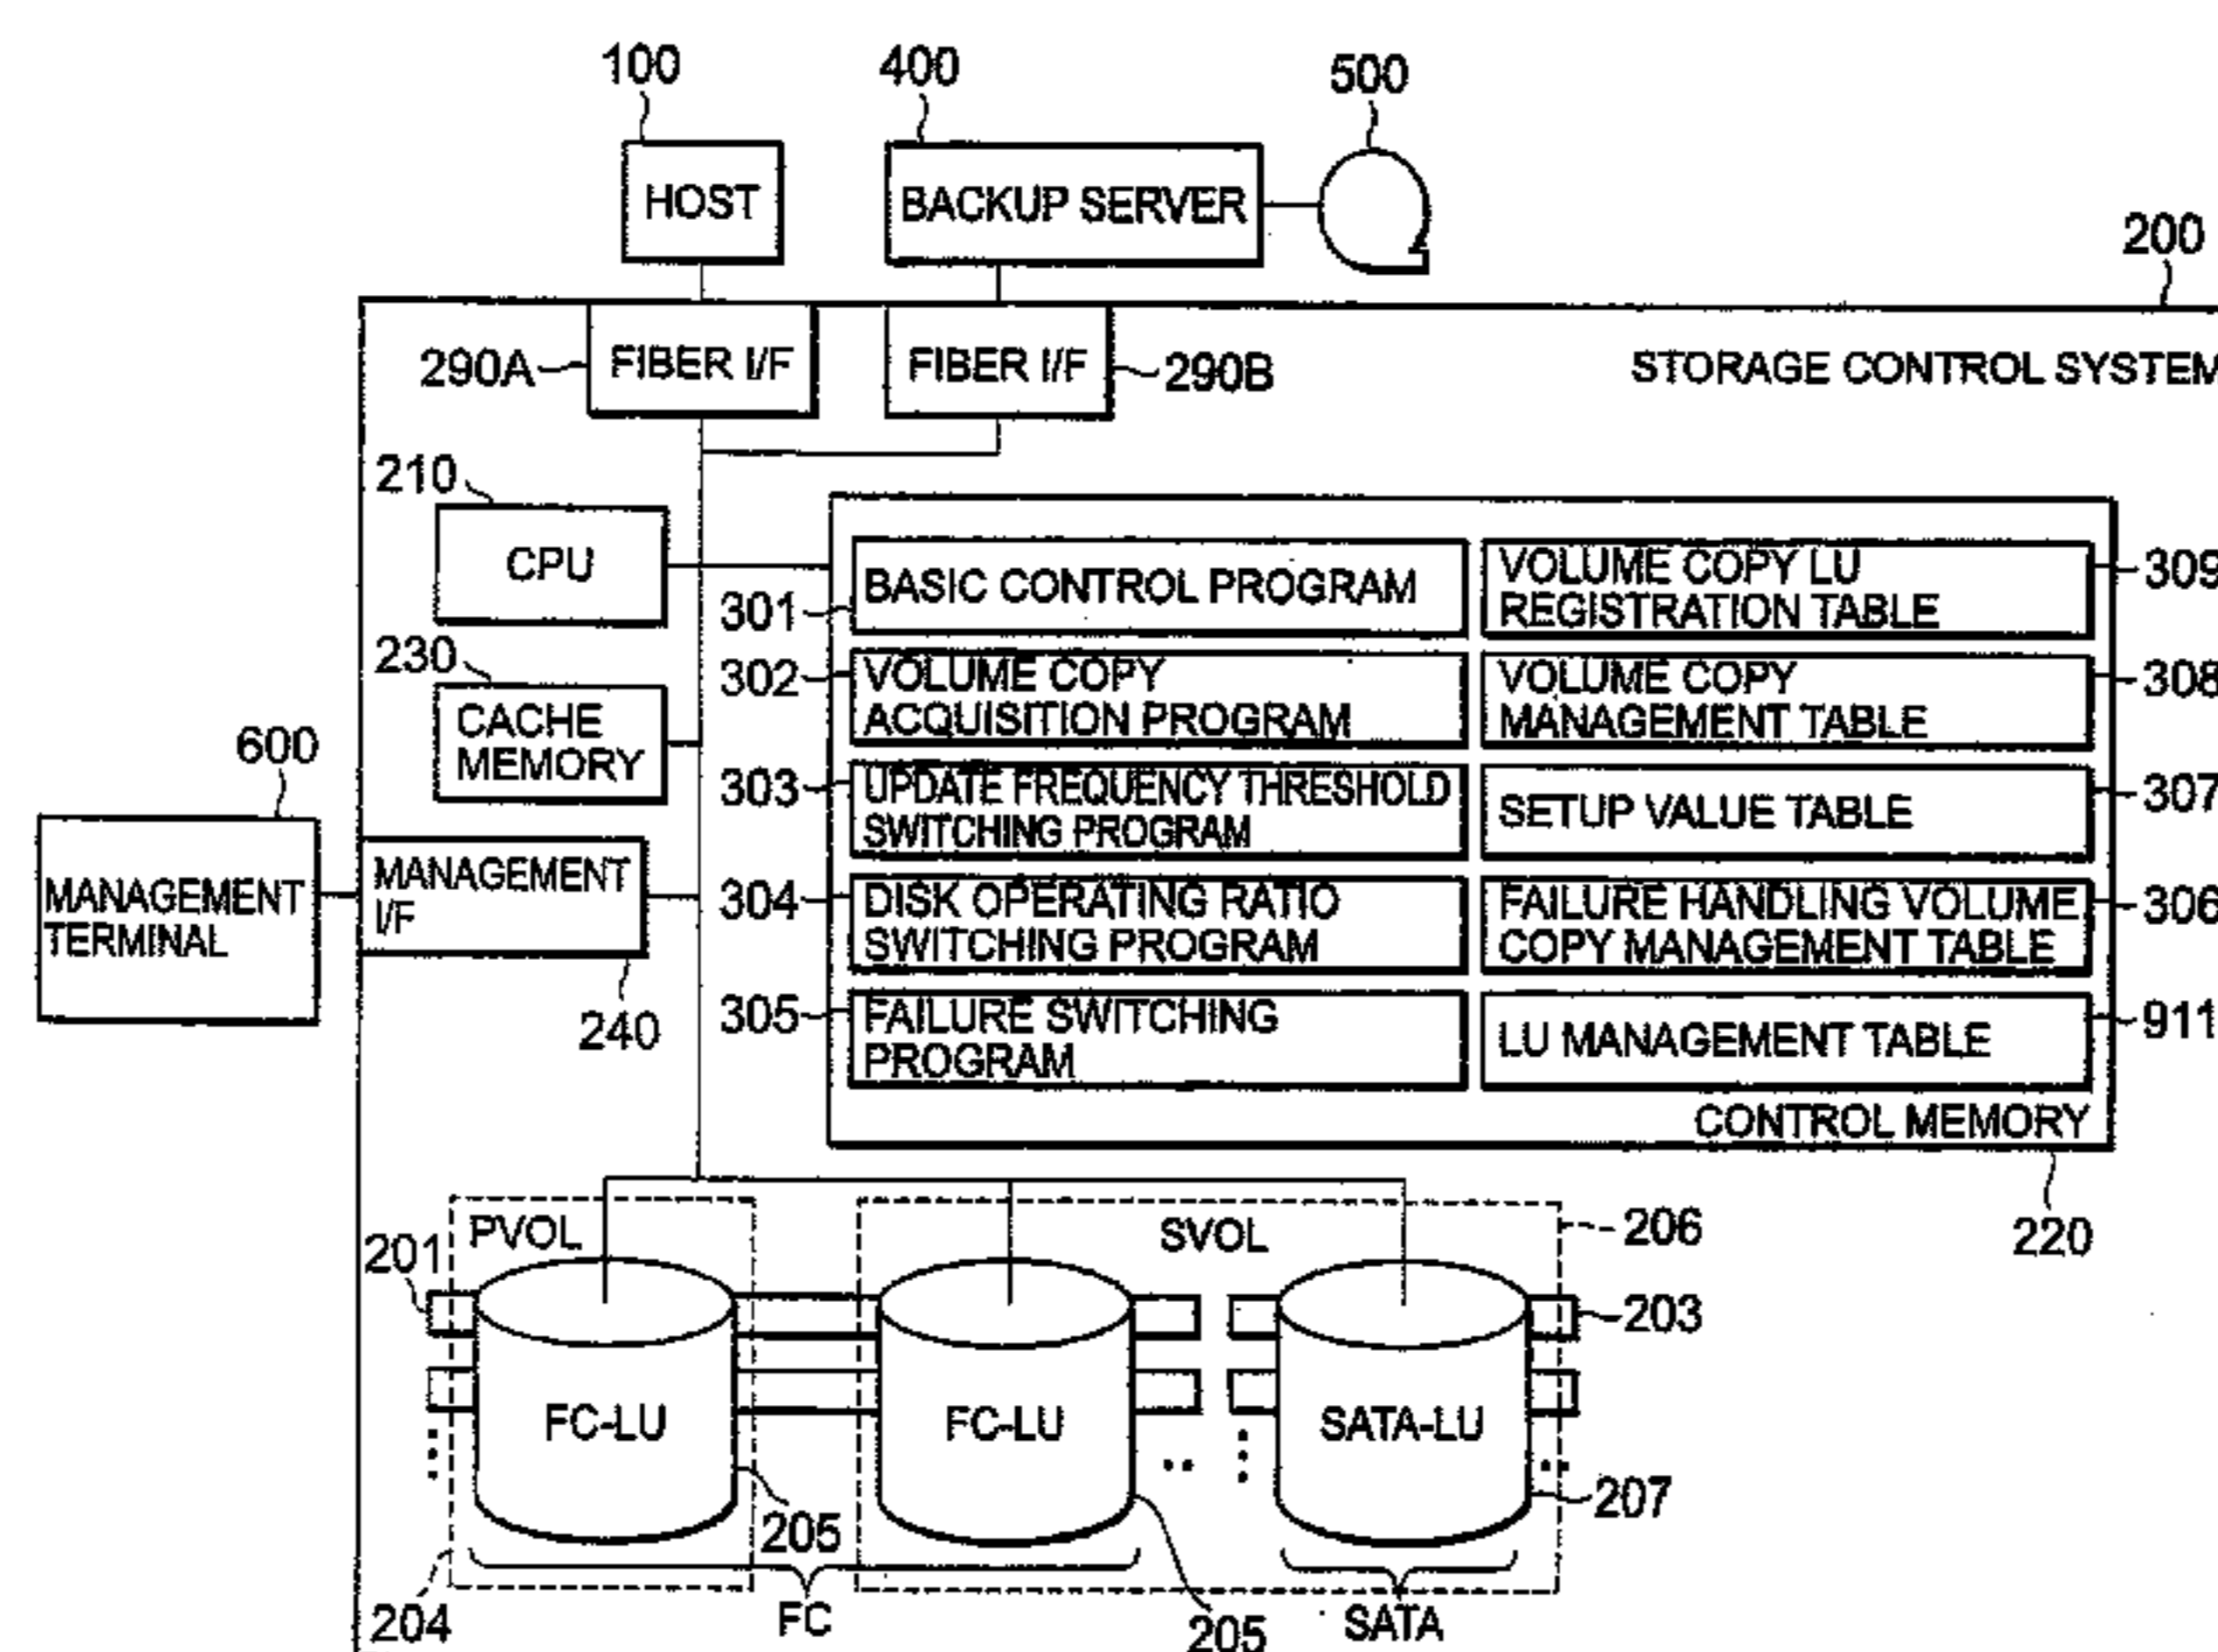 100
400
500
HOST
BACKUP SERVER
200
290A
FIBER I/F
FIBER I/F
290B
STORAGE CONTROL SYSTEM
210
CPU
301
BASIC CONTROL PROGRAM
VOLUME COPY LU
REGISTRATION TABLE
309
230
CACHE
MEMORY
302
VOLUME COPY
ACQUISITION PROGRAM
VOLUME COPY
MANAGEMENT TABLE
308
600
303
UPDATE FREQUENCY THRESHOLD
SWITCHING PROGRAM
SETUP VALUE TABLE
307
MANAGEMENT
TERMINAL
MANAGEMENT
I/F
240
304
DISK OPERATING RATIO
SWITCHING PROGRAM
FAILURE HANDLING VOLUME
COPY MANAGEMENT TABLE
306
305
FAILURE SWITCHING
PROGRAM
LU MANAGEMENT TABLE
911
CONTROL MEMORY
220
PVOL
SVOL
206
201
203
FC-LU
FC-LU
SATA-LU
205
207
204
FC
205
SATA